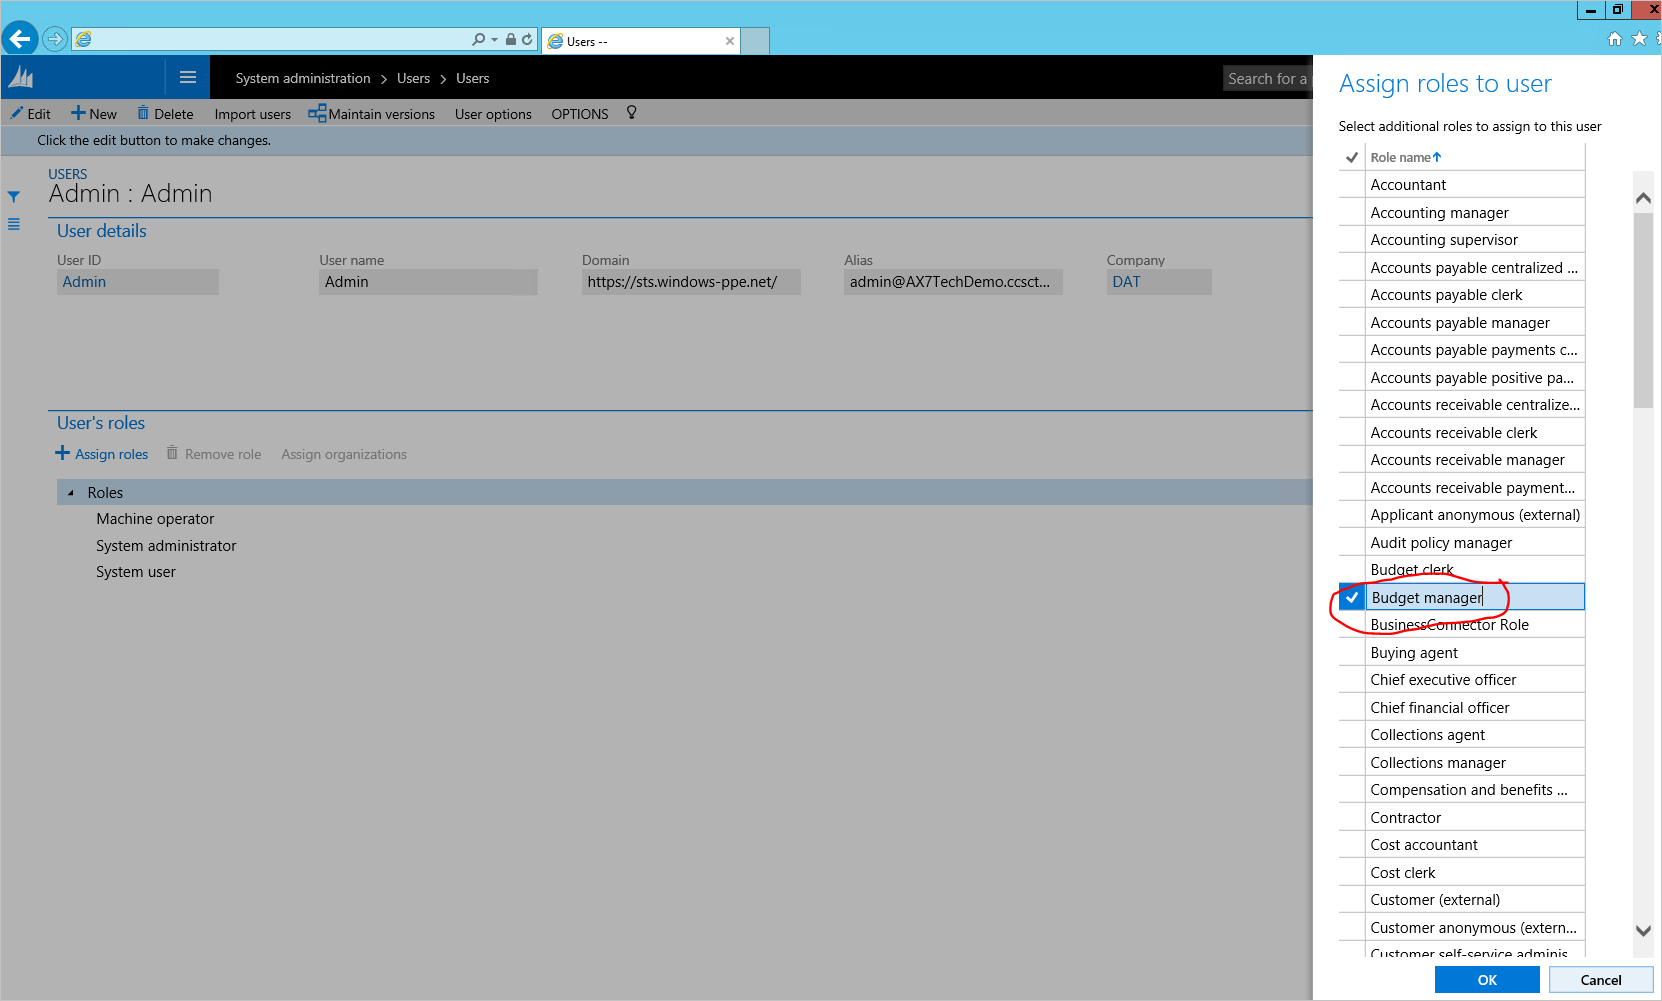 Users --
System administration > Users > Users
Search for a
Edit New Delete Import users Maintain versions User options OPTIONS
Click the edit button to make changes.
USERS
Admin : Admin
User details
User ID User name Domain Alias Company
Admin Admin https://sts.windows-ppe.net/ admin@AX7TechDemo.ccsct... DAT
User's roles
Assign roles Remove role Assign organizations
Roles
Machine operator
System administrator
System user
Assign roles to user
Select additional roles to assign to this user
Role name
Accountant
Accounting manager
Accounting supervisor
Accounts payable centralized ...
Accounts payable clerk
Accounts payable manager
Accounts payable payments c...
Accounts payable positive pa...
Accounts receivable centralize...
Accounts receivable clerk
Accounts receivable manager
Accounts receivable payment...
Applicant anonymous (external)
Audit policy manager
Budget clerk
Budget manager
BusinessConnector Role
Buying agent
Chief executive officer
Chief financial officer
Collections agent
Collections manager
Compensation and benefits ...
Contractor
Cost accountant
Cost clerk
Customer (external)
Customer anonymous (extern...
Customer self-service adminis
OK Cancel